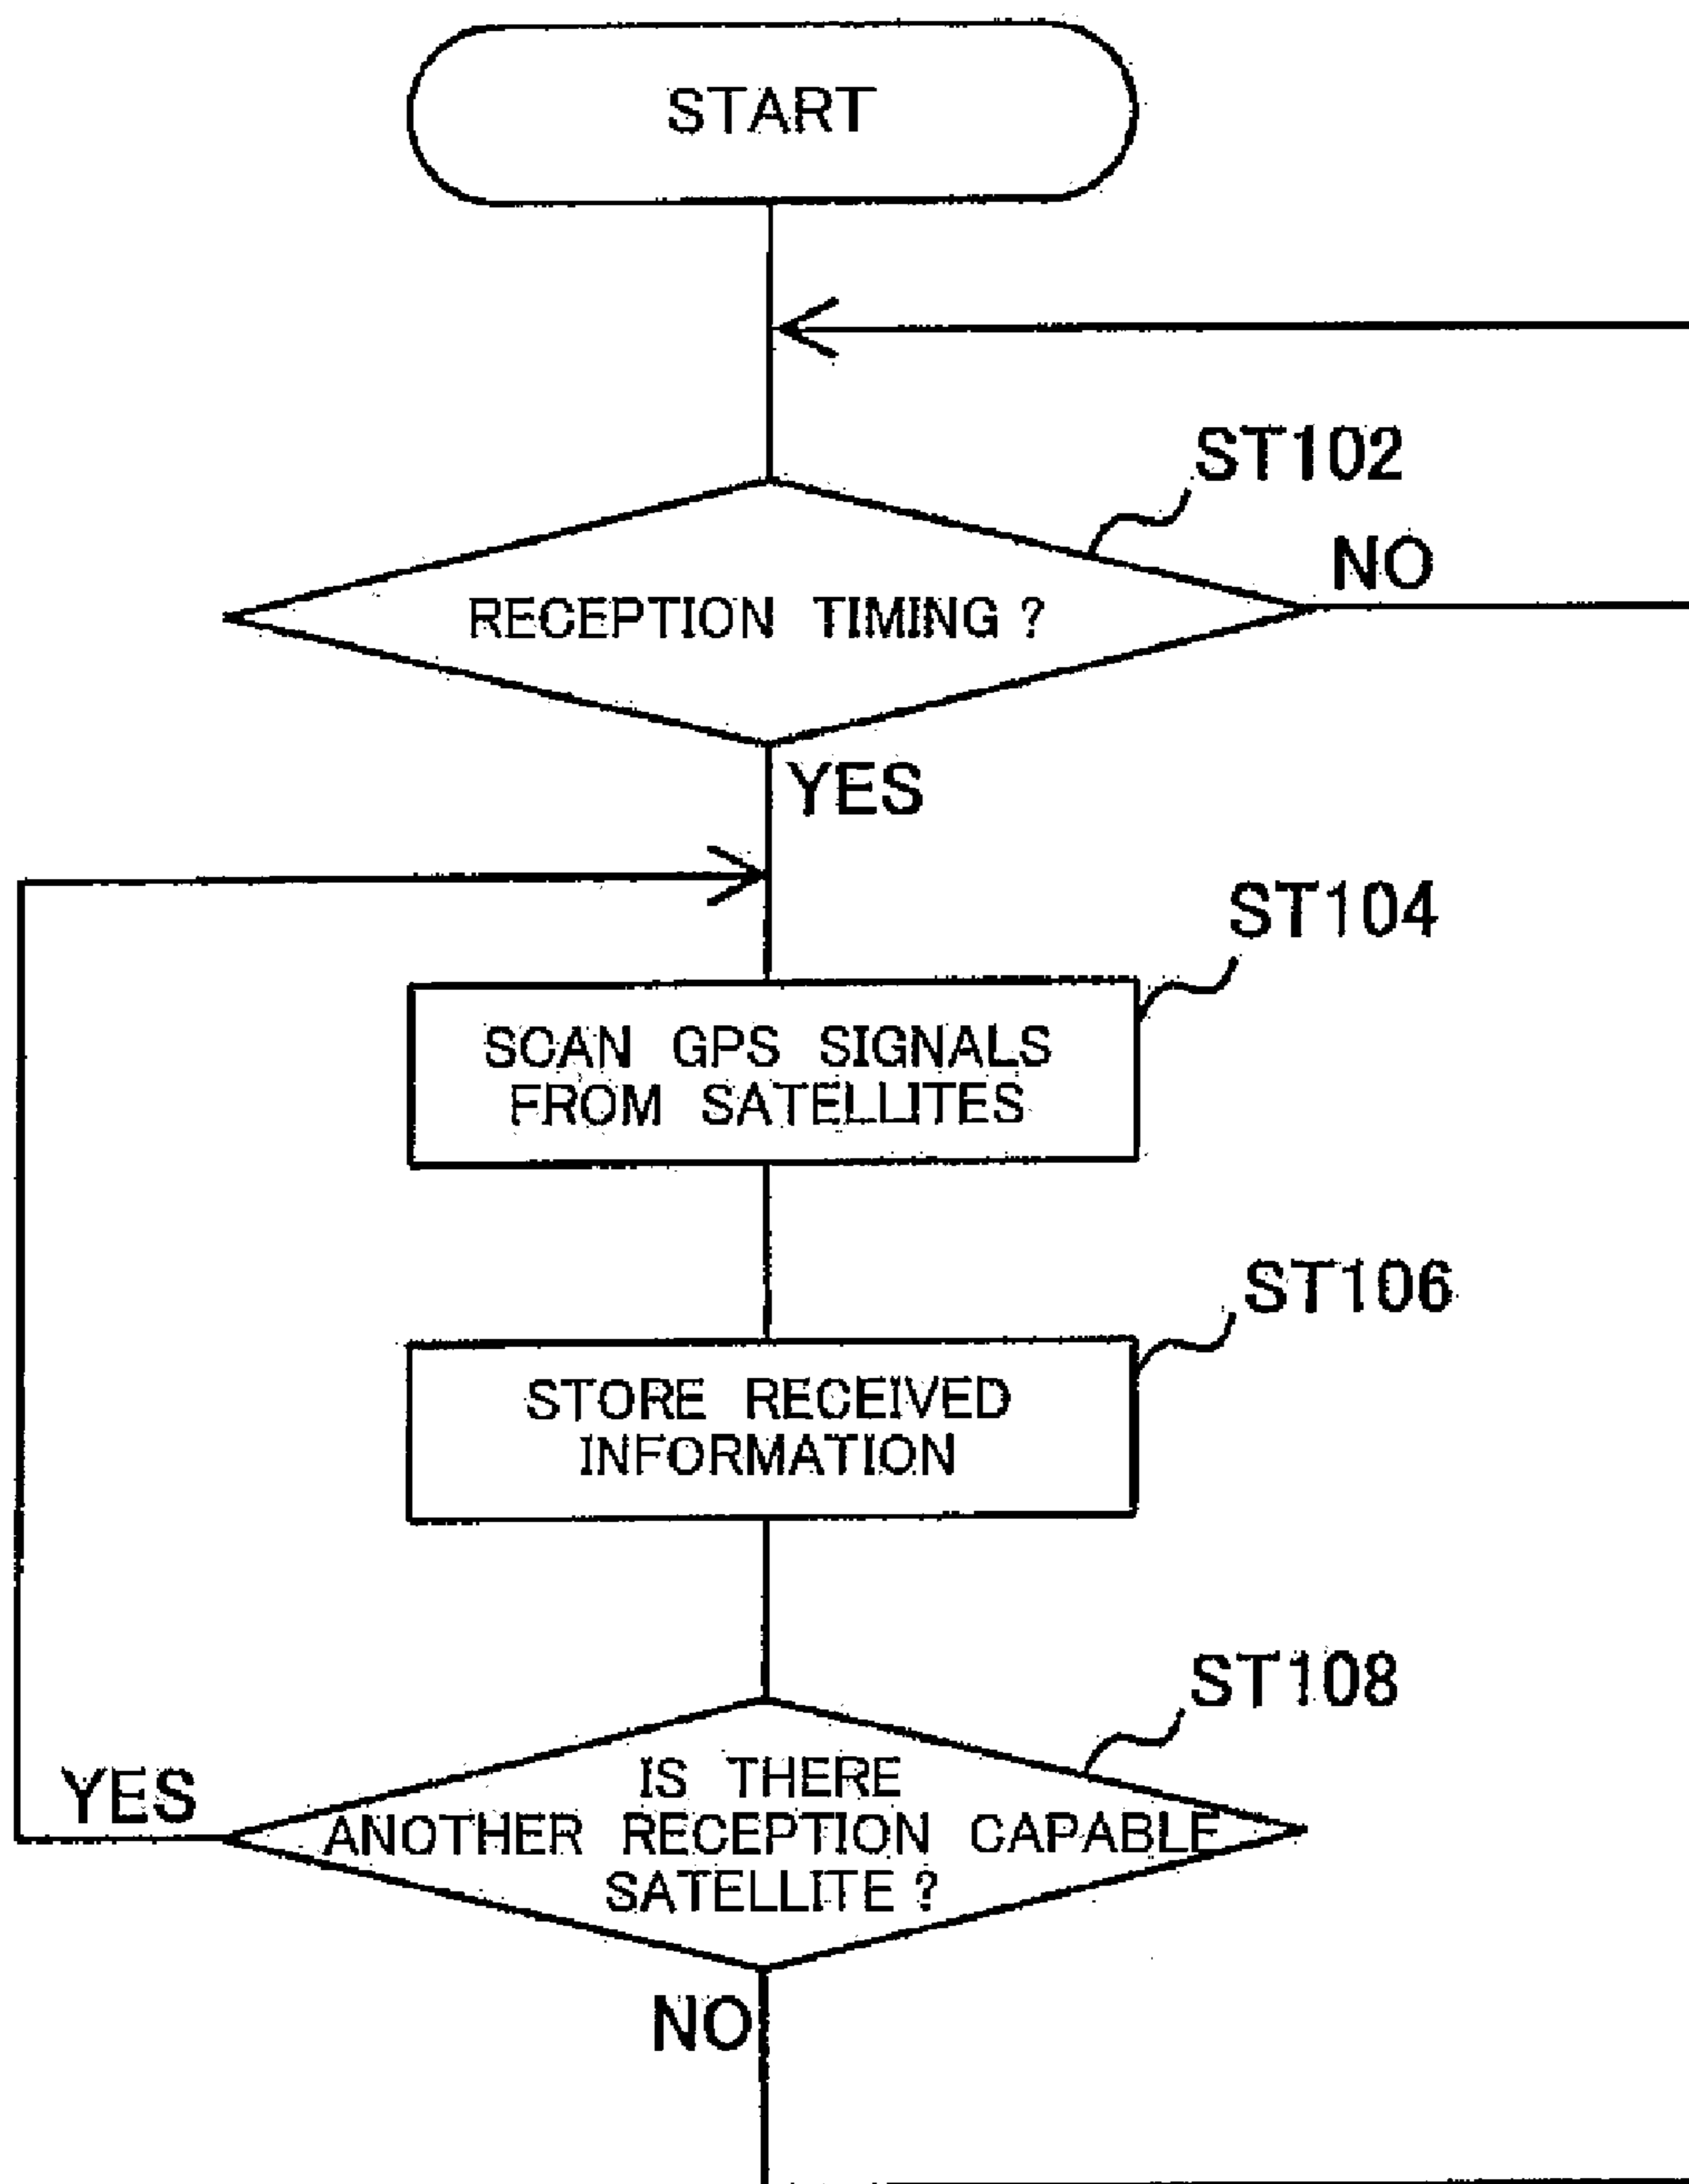 START
ST102
NO
RECEPTION TIMING ?
YES
ST104
SCAN GPS SIGNALS
FROM SATELLITES
ST106
STORE RECEIVED
INFORMATION
ST108
YES
IS THERE
ANOTHER RECEPTION CAPABLE
SATELLITE ?
NO